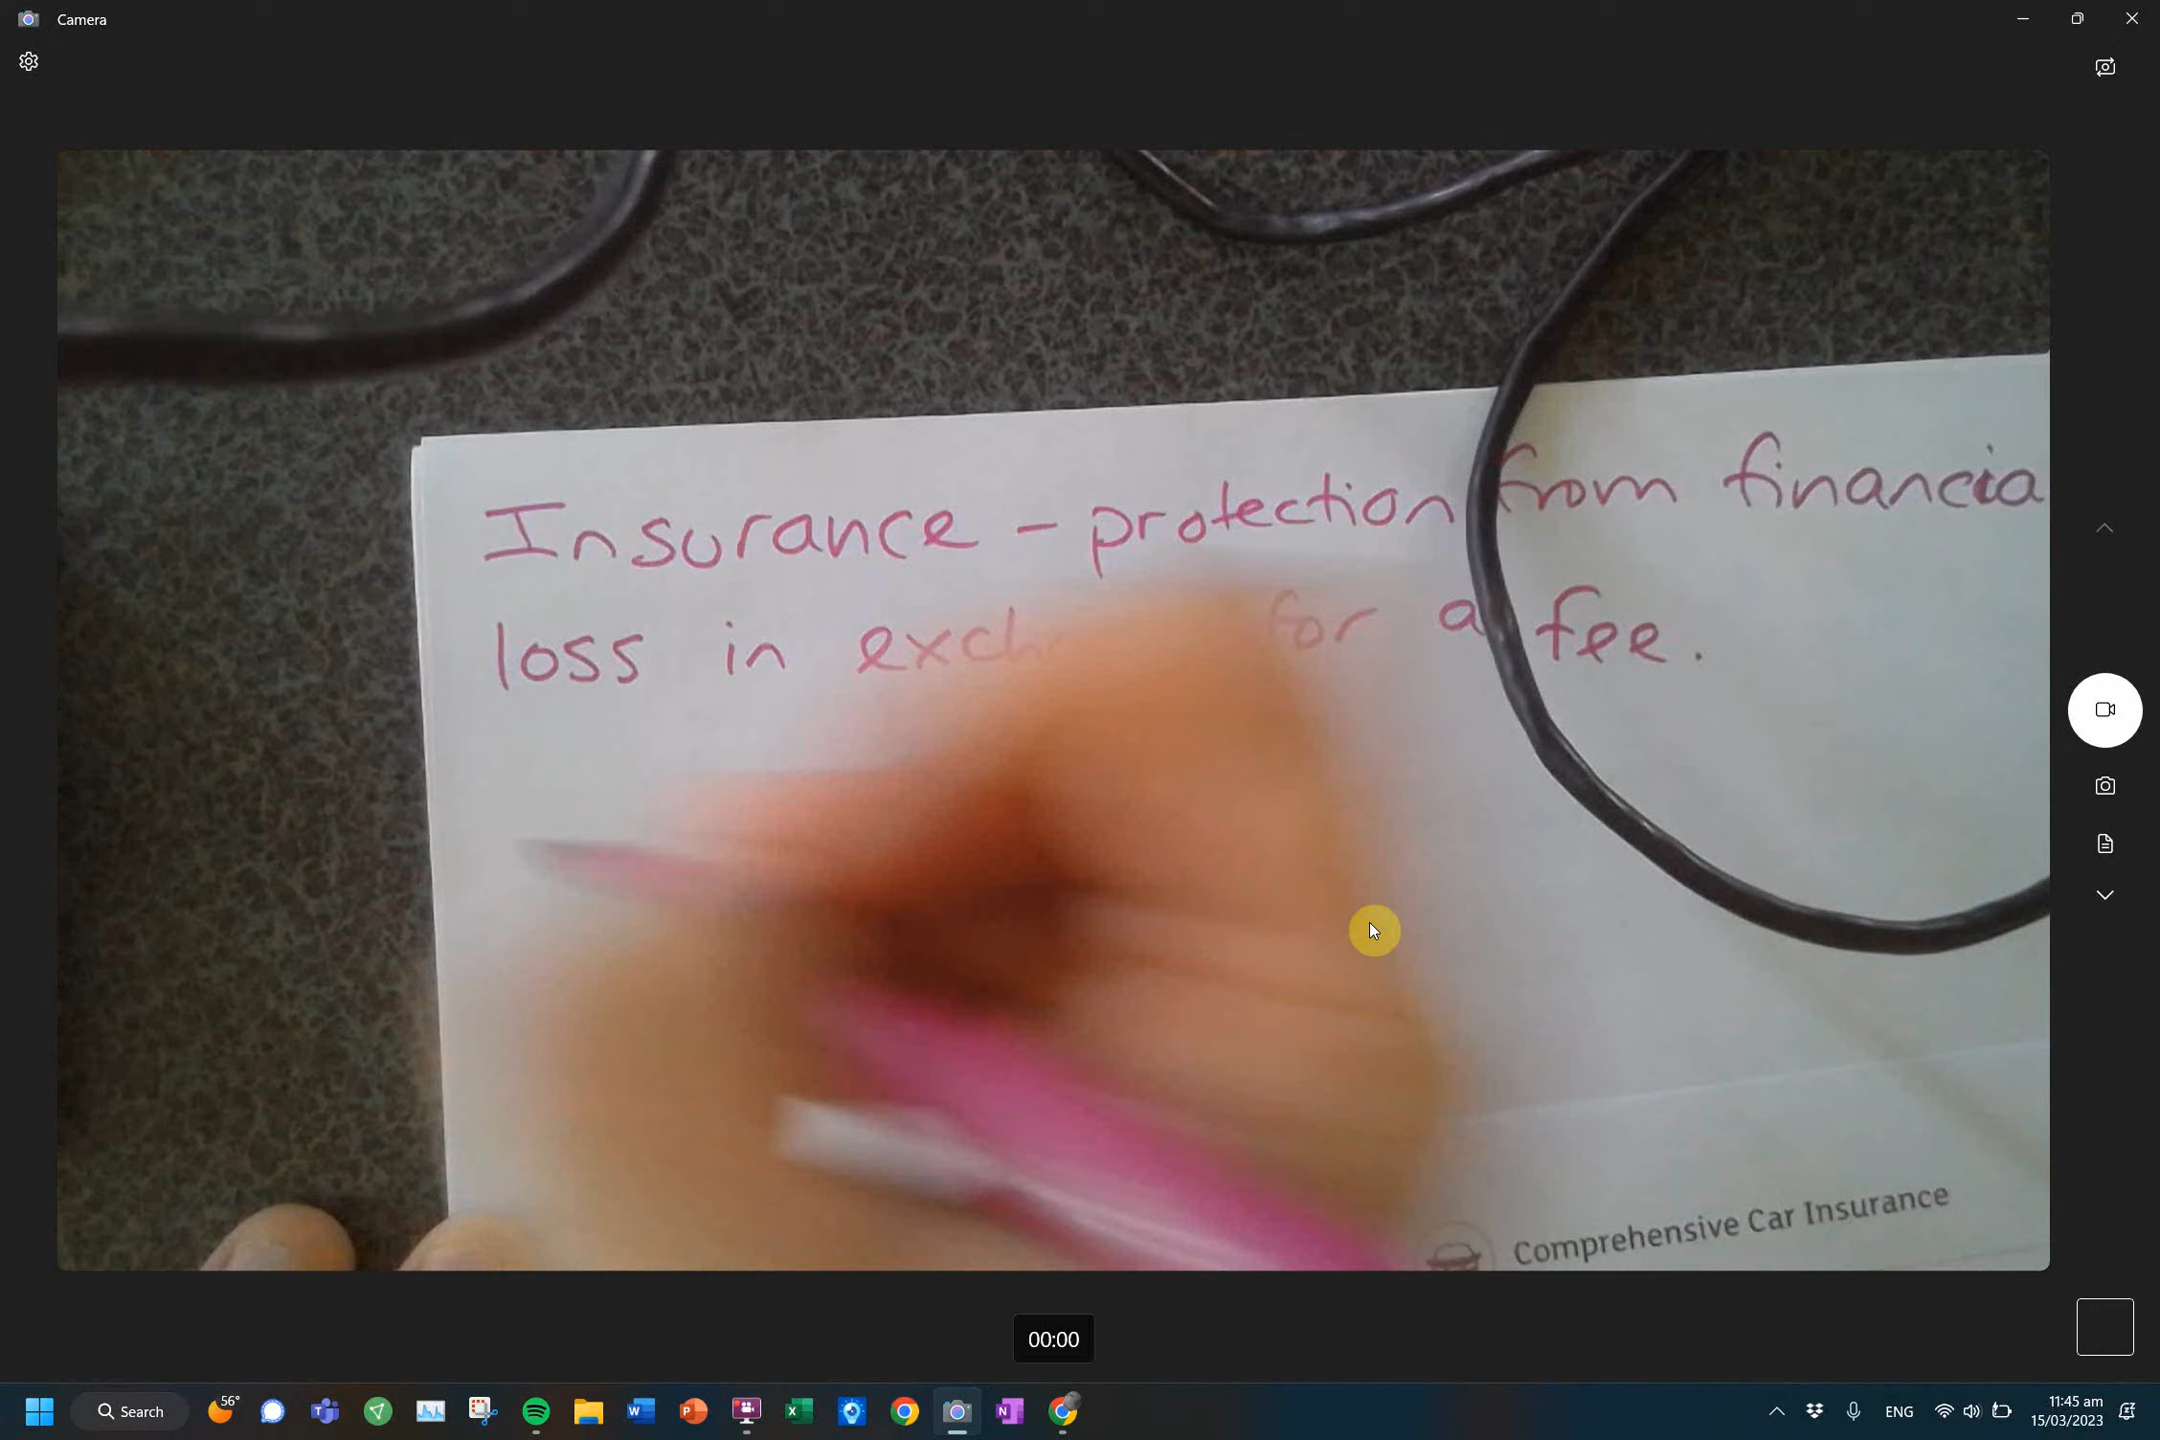 Camera
Insurance - protection from financia
loss in for a fee.
Comprehensive Car Insurance
00:00
Search
56°
ENG
11:45 am
15/03/2023